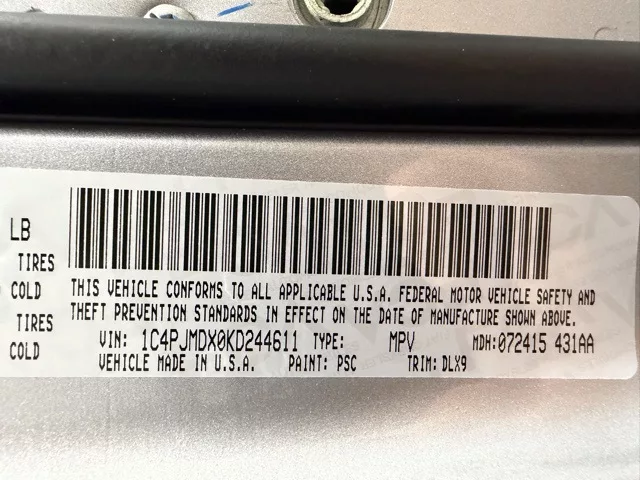 LB
TIRES
COLD
TIRES
COLD
THIS VEHICLE CONFORMS TO ALL APPLICABLE U.S.A. FEDERAL MOTOR VEHICLE SAFETY AND
THEFT PREVENTION STANDARDS IN EFFECT ON THE DATE OF MANUFACTURE SHOWN ABOVE.
VIN: 1C4PJMDX0KD244611 TYPE: MPV MDH:072415 431AA
VEHICLE MADE IN U.S.A. PAINT: PSC TRIM: DLX9